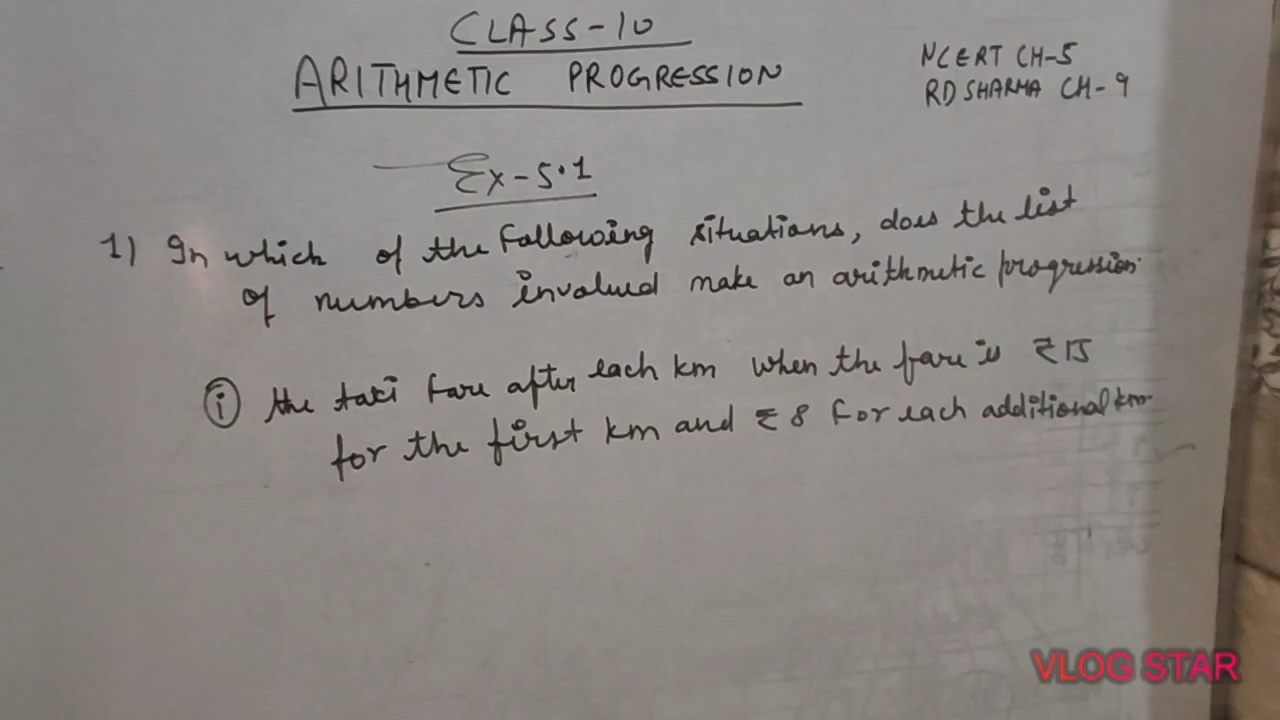 CLASS-10
ARITHMETIC PROGRESSION
NCERT CH-5
RD SHARMA CH-9
Ex-5.1
1) In which of the following situations, does the list
of numbers involved make an arithmetic progression.
(i) the taxi fare after each km when the fare is ₹ 15
for the first km and ₹ 8 for each additional km
VLOG STAR